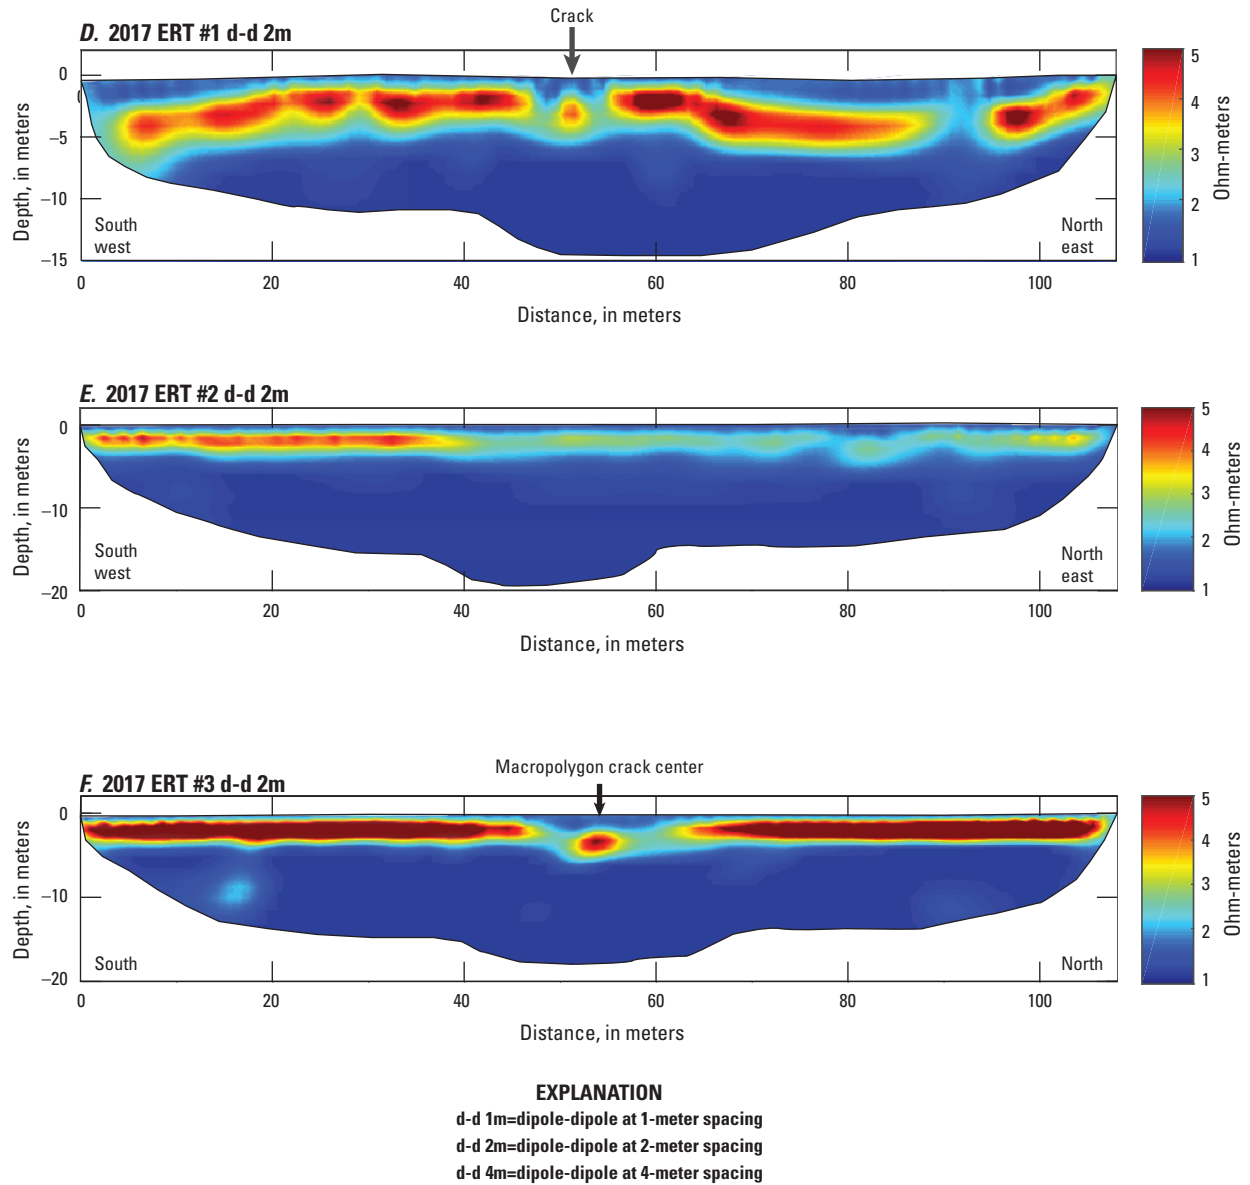 Crack
D. 2017 ERT #1 d-d 2m
0
–5
–10
–15
Depth, in meters
South
west
North
east
0
20
40
60
80
100
Distance, in meters
5
4
3
2
1
Ohm-meters
E. 2017 ERT #2 d-d 2m
0
–10
–20
Depth, in meters
South
west
North
east
0
20
40
60
80
100
Distance, in meters
5
4
3
2
1
Ohm-meters
Macropolygon crack center
F. 2017 ERT #3 d-d 2m
0
–10
–20
Depth, in meters
South
North
0
20
40
60
80
100
Distance, in meters
5
4
3
2
1
Ohm-meters
EXPLANATION
d-d 1m=dipole-dipole at 1-meter spacing
d-d 2m=dipole-dipole at 2-meter spacing
d-d 4m=dipole-dipole at 4-meter spacing